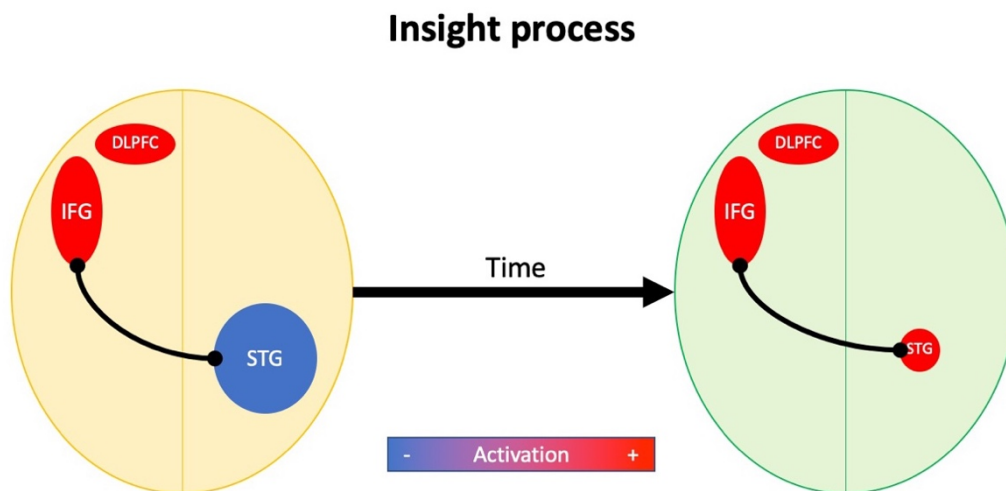 Insight process
DLPFC
IFG
STG
Time
DLPFC
IFG
STG
- Activation +